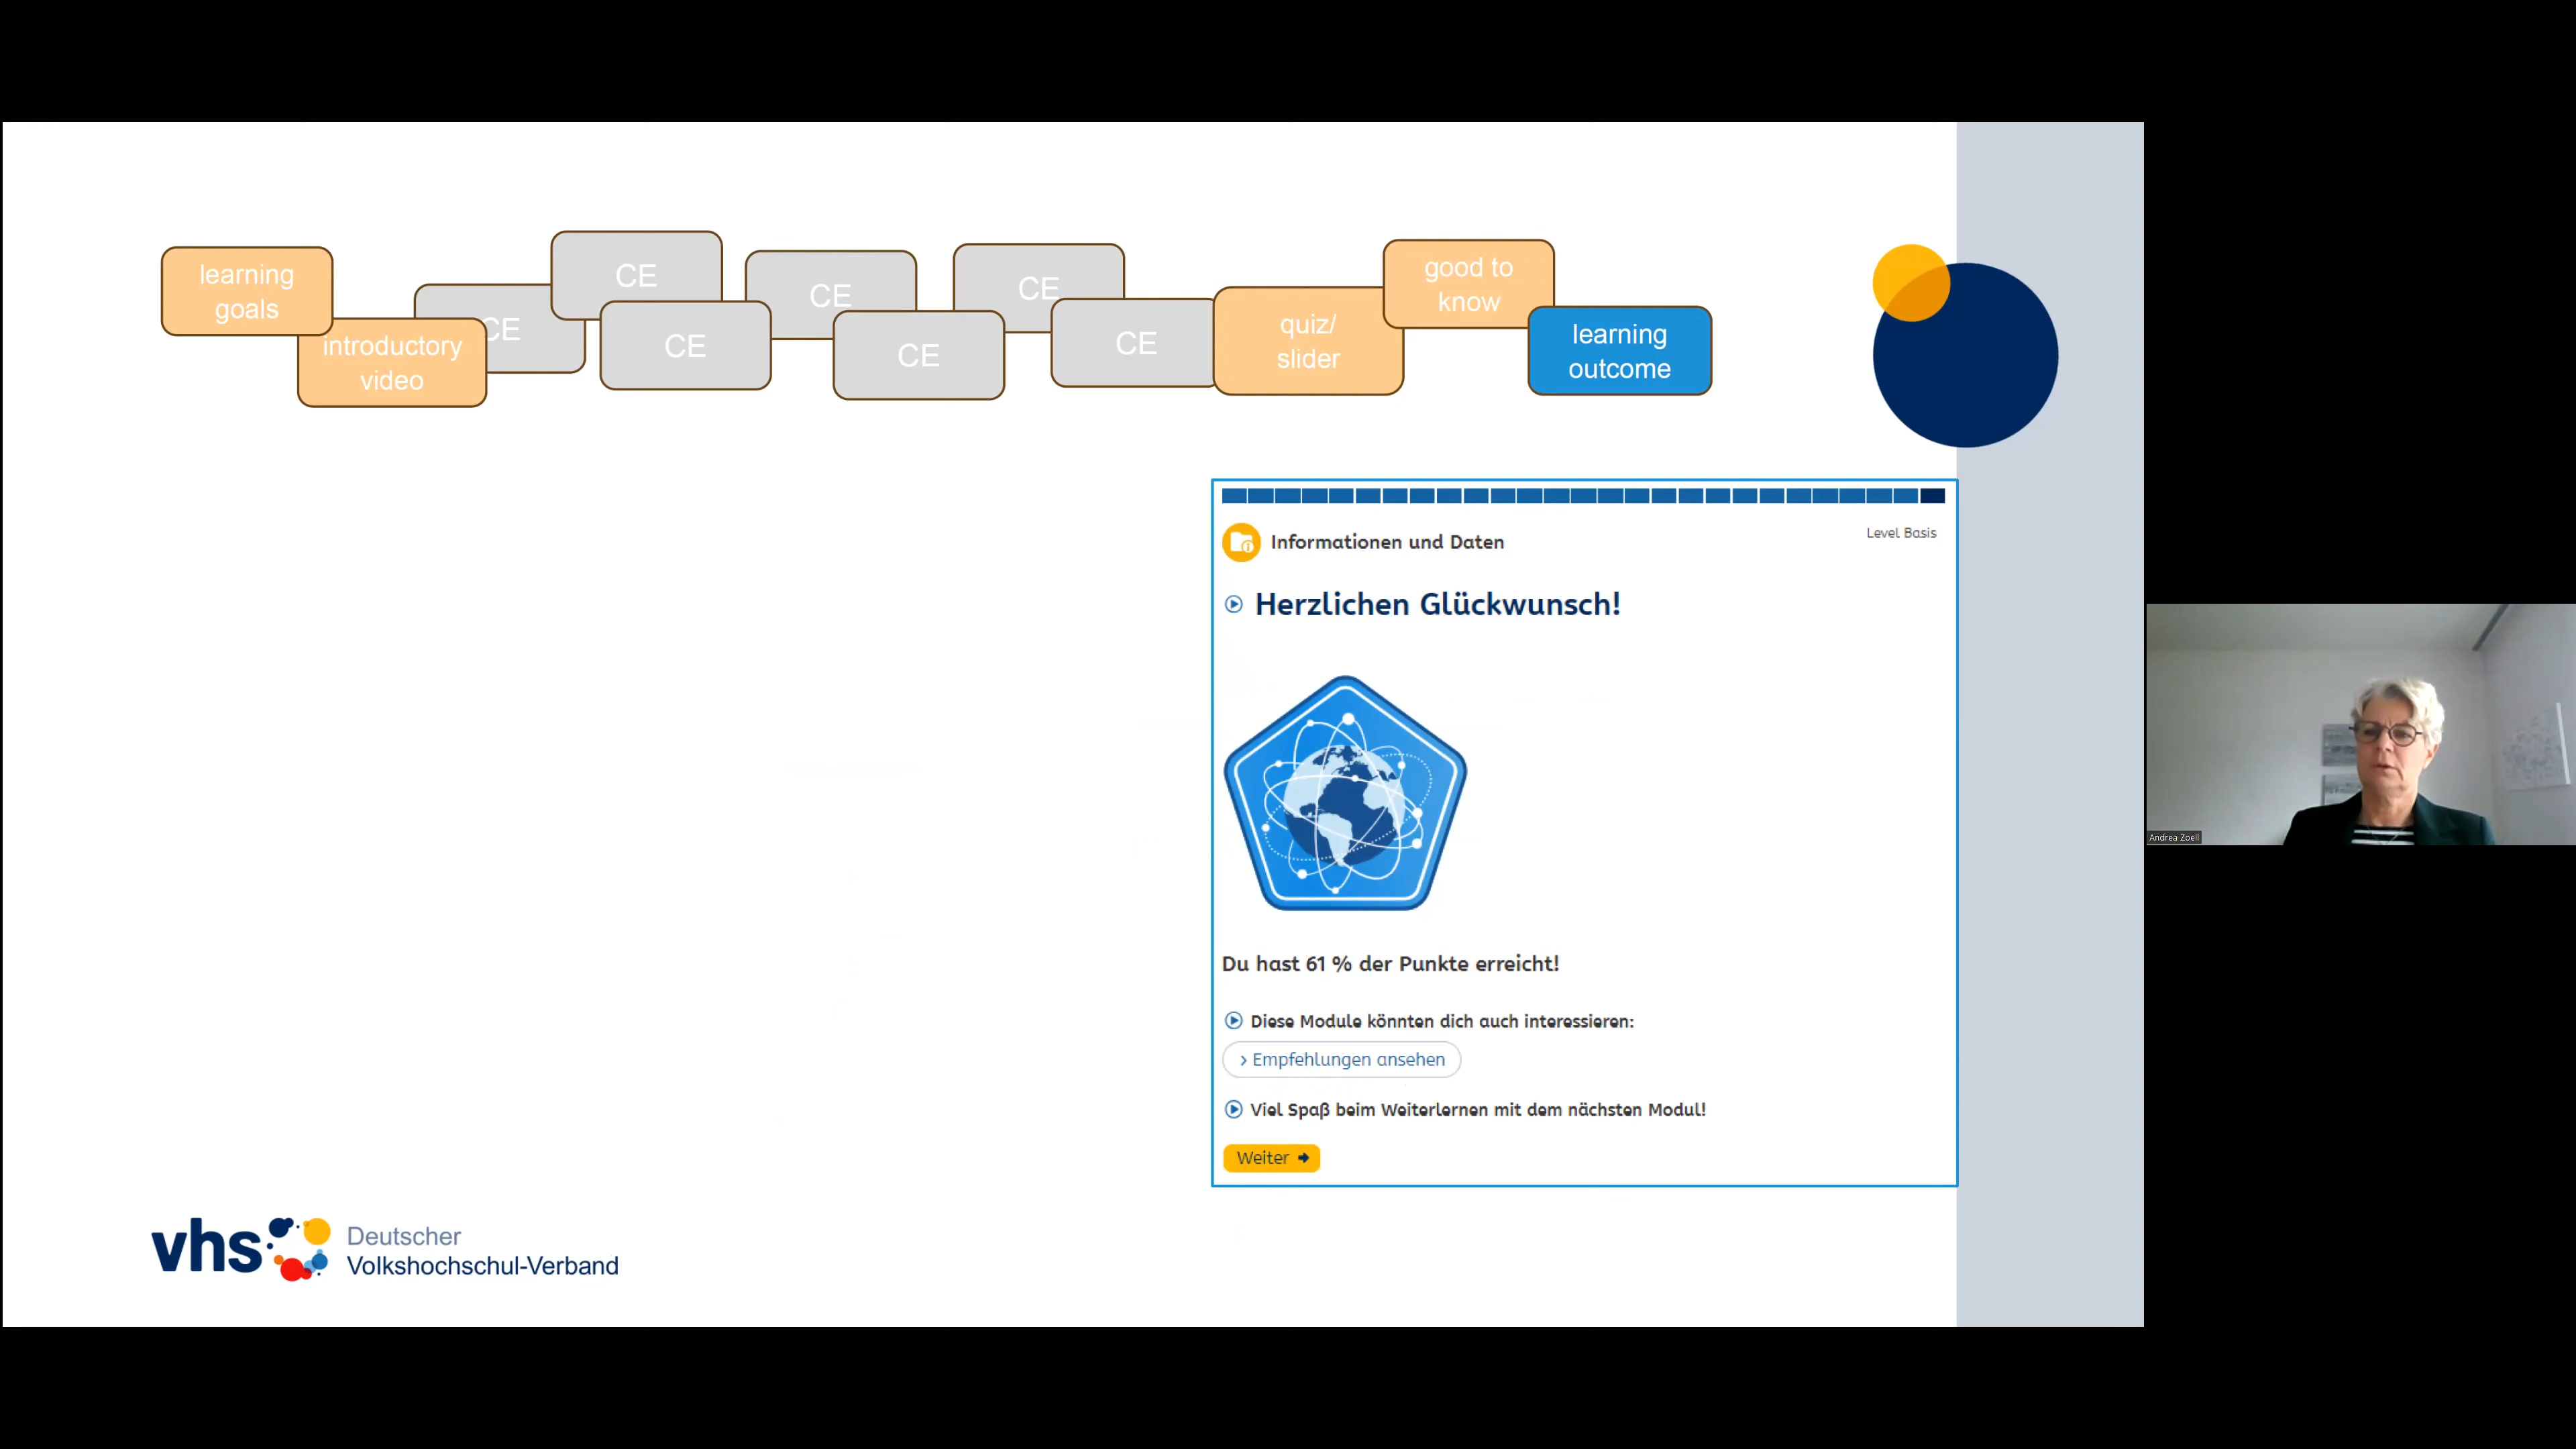 learning
goals
introductory
video
CE
CE
CE
CE
CE
CE
CE
quiz/
slider
good to
know
learning
outcome
Informationen und Daten
Level Basis
Herzlichen Glückwunsch!
Du hast 61 % der Punkte erreicht!
Diese Module könnten dich auch interessieren:
> Empfehlungen ansehen
Viel Spaß beim Weiterlernen mit dem nächsten Modul!
Weiter
Andrea Zoell
vhs
Deutscher
Volkshochschul-Verband